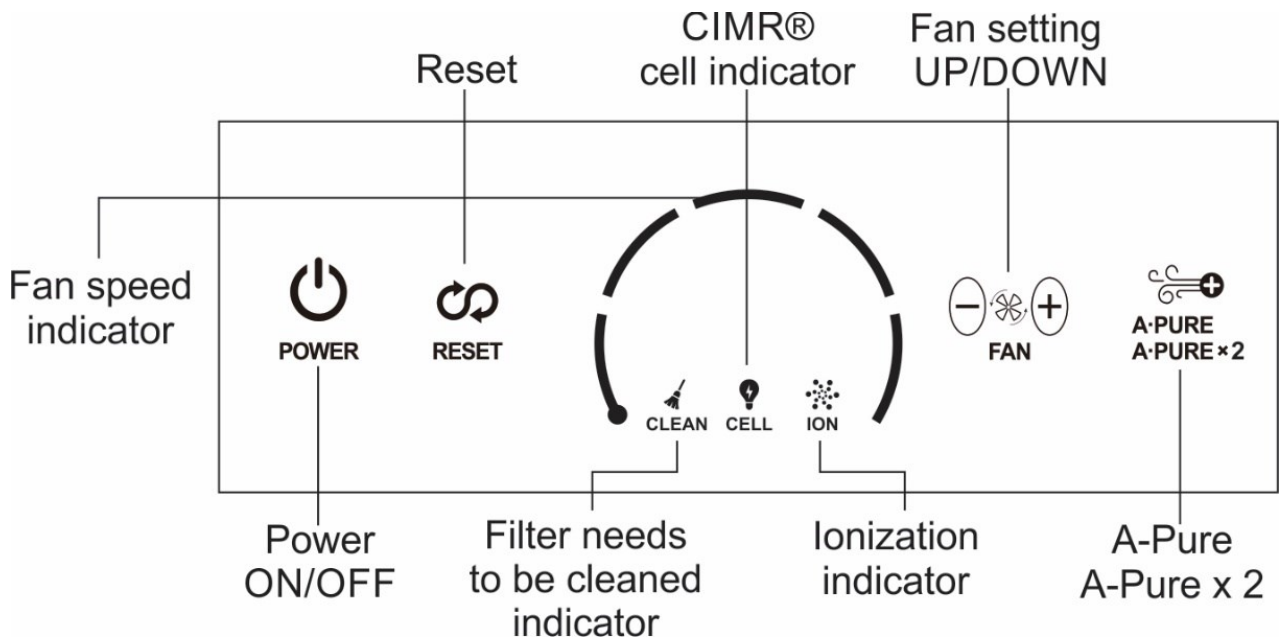 CIMR®
cell indicator
Fan setting
UP/DOWN
Reset
Fan speed
indicator
POWER
RESET
CLEAN
CELL
ION
FAN
A·PURE
A·PURE×2
Power
ON/OFF
Filter needs
to be cleaned
indicator
Ionization
indicator
A-Pure
A-Pure x 2